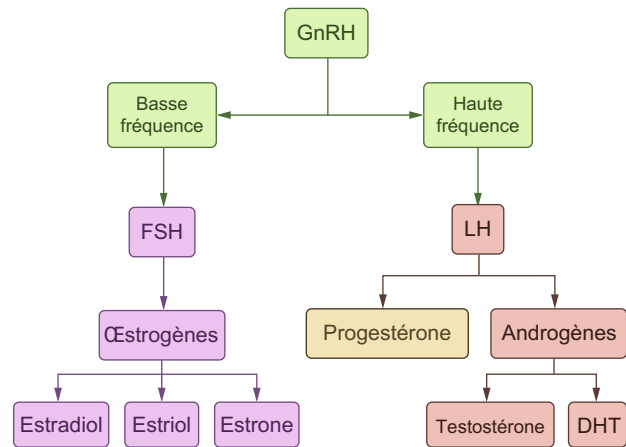 GnRH
Basse
fréquence
Haute
fréquence
FSH
LH
Œstrogènes
Progestérone
Androgènes
Estradiol
Estriol
Estrone
Testostérone
DHT